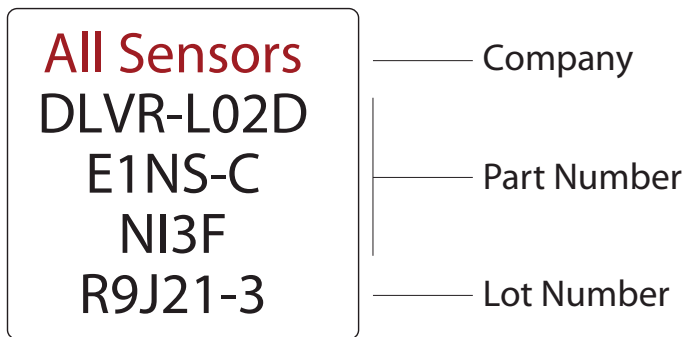 All Sensors
DLVR-L02D
E1NS-C
NI3F
R9J21-3
Company
Part Number
Lot Number